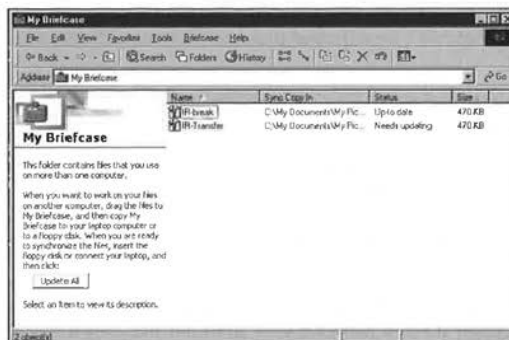 My Briefcase
File Edit View Favorites Tools Briefcase Help
Back Search Folders History
Address My Briefcase Go
My Briefcase
This folder contains files that you use
on more than one computer.
When you want to work on your files
on another computer, drag the files to
My Briefcase, and then copy My
Briefcase to your laptop computer or
to a floppy disk. When you are ready
to synchronize the files, insert the
floppy disk or connect your laptop, and
then click:
Update All
Select an item to view its description.
Name Sync Copy In Status Size
IR-break C:\My Documents\My Pic... Up-to-date 470 KB
IR-Transfer C:\My Documents\My Pic... Needs updating 470 KB
2 object(s)